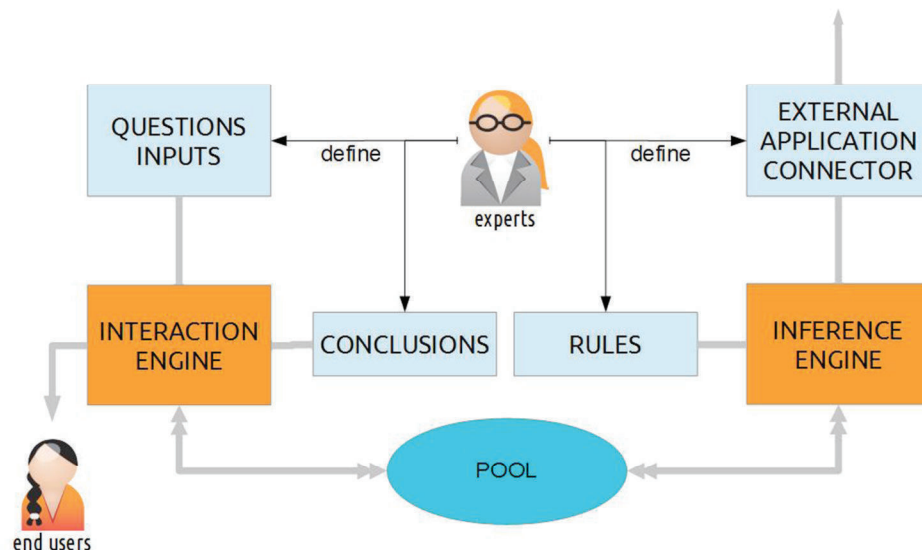 QUESTIONS
INPUTS
define
experts
define
EXTERNAL
APPLICATION
CONNECTOR
INTERACTION
ENGINE
CONCLUSIONS
RULES
INFERENCE
ENGINE
POOL
end users